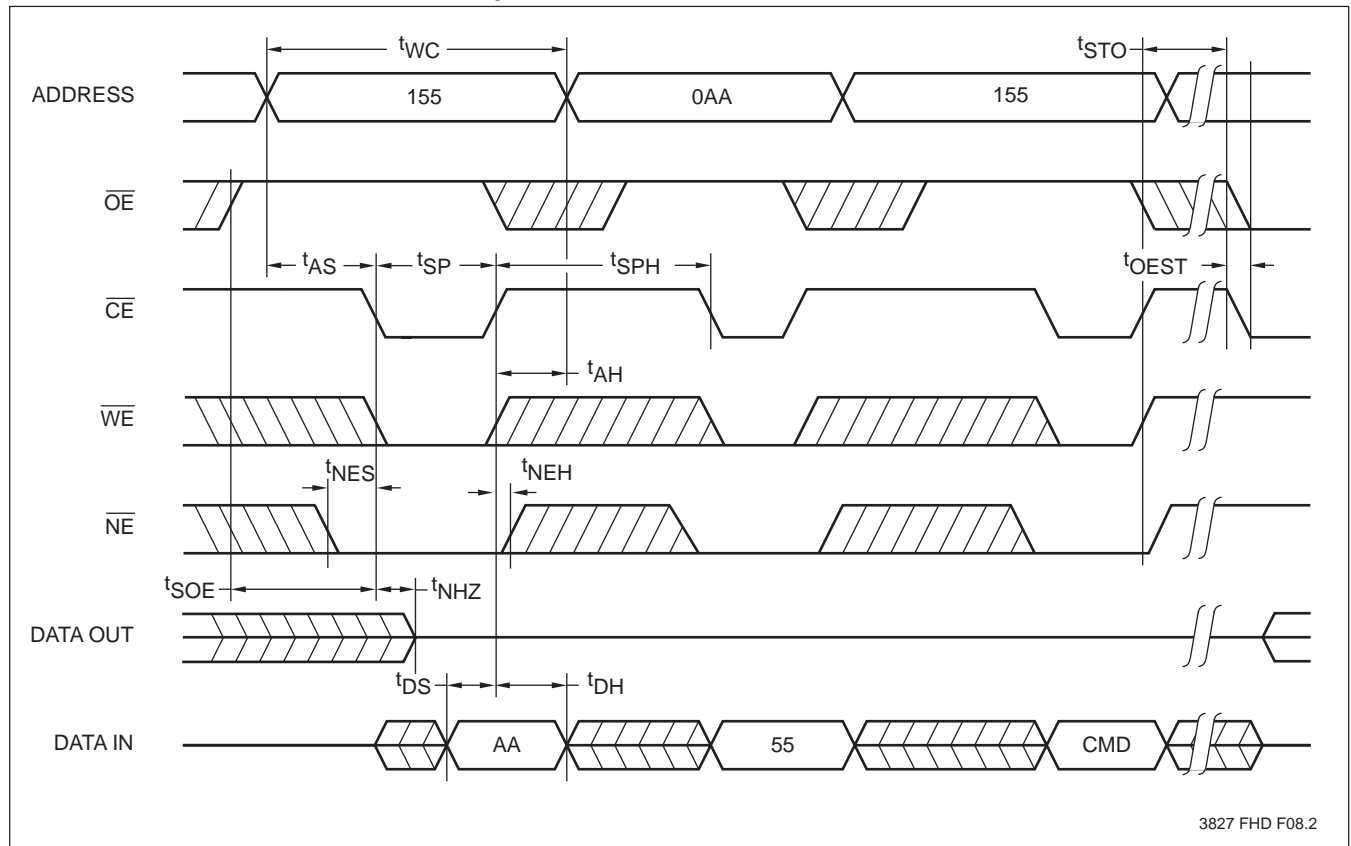 tWC
tSTO
ADDRESS
155
0AA
155
OE
tAS
tSP
tSPH
tOEST
CE
tAH
WE
tNES
tNEH
NE
tSOE
tNHZ
DATA OUT
tDS
tDH
DATA IN
AA
55
CMD
3827 FHD F08.2